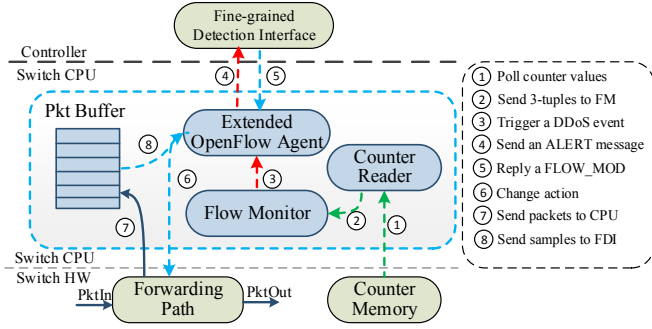 Fine-grained
Detection Interface
Controller
Switch CPU
4
5
Pkt Buffer
8
Extended
OpenFlow Agent
6
3
Counter
Reader
Flow Monitor
2
1
7
Switch CPU
Switch HW
PktIn
Forwarding
Path
PktOut
Counter
Memory
1 Poll counter values
2 Send 3-tuples to FM
3 Trigger a DDoS event
4 Send an ALERT message
5 Reply a FLOW_MOD
6 Change action
7 Send packets to CPU
8 Send samples to FDI